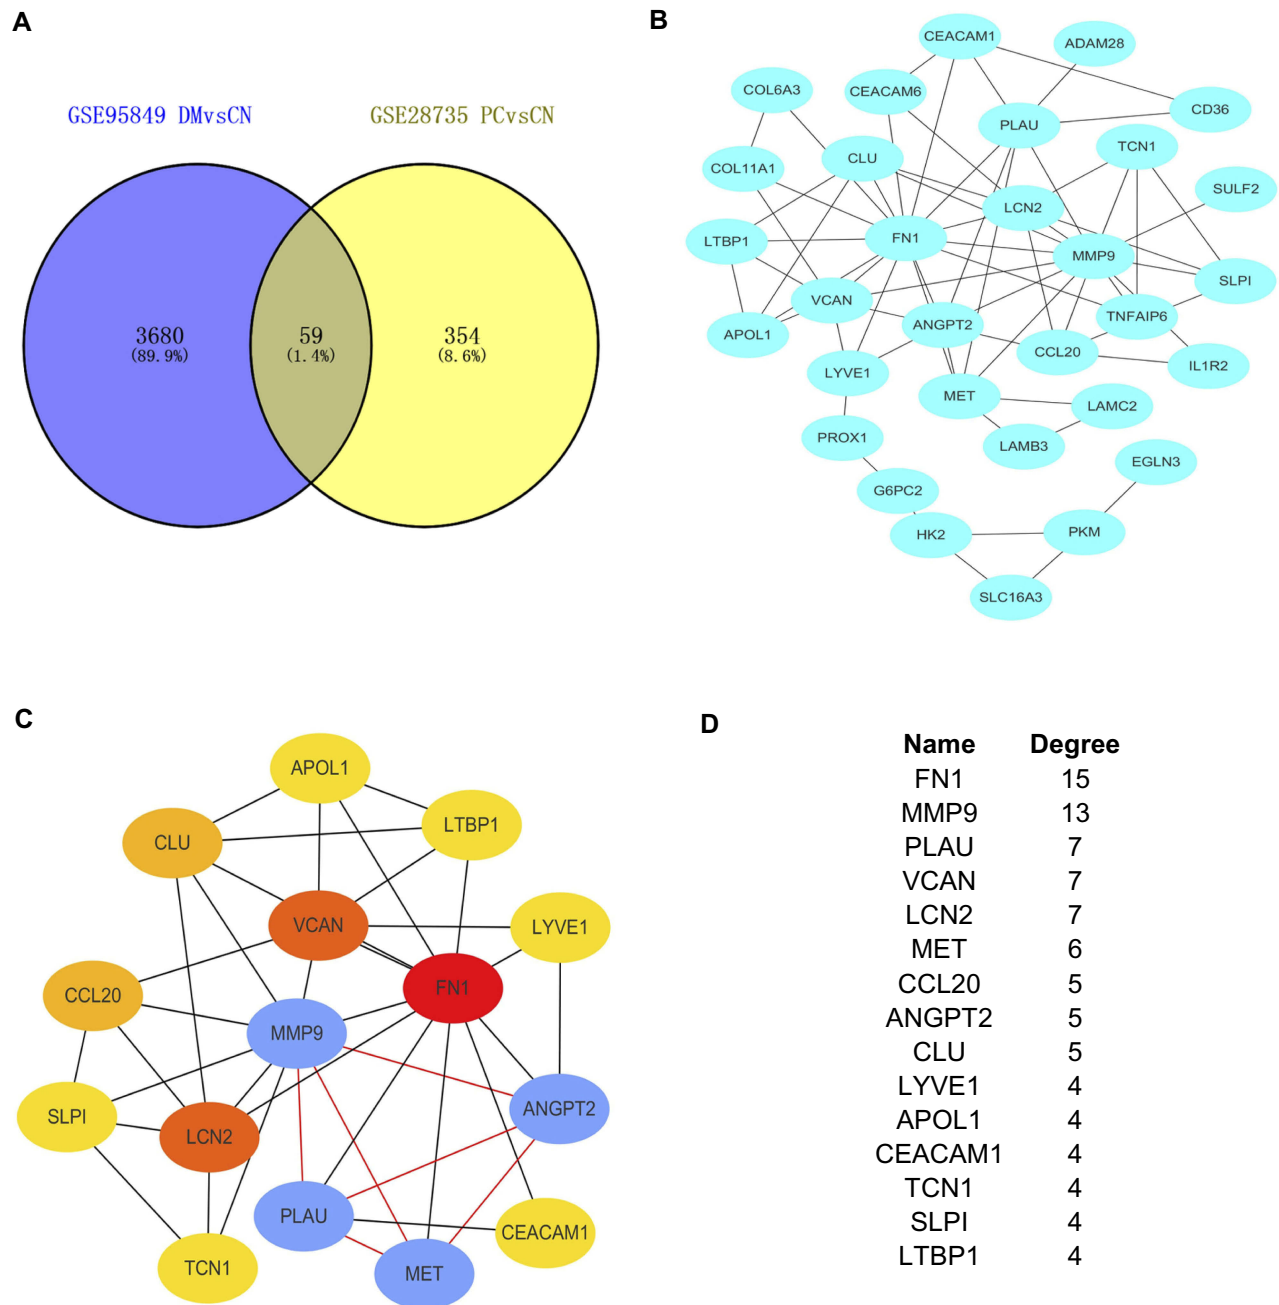 A
GSE95849 DMvsCN
GSE28735 PCvsCN
3680
(89.9%)
59
(1.4%)
354
(8.6%)
B
CEACAM1
ADAM28
COL6A3
CEACAM6
CD36
PLAU
TCN1
CLU
COL11A1
SULF2
LCN2
LTBP1
FN1
MMP9
SLPI
VCAN
TNFAIP6
ANGPT2
APOL1
CCL20
IL1R2
LYVE1
MET
LAMC2
PROX1
LAMB3
EGLN3
G6PC2
HK2
PKM
SLC16A3
C
APOL1
LTBP1
CLU
VCAN
LYVE1
FN1
CCL20
MMP9
ANGPT2
SLPI
LCN2
PLAU
CEACAM1
TCN1
MET
D
Name Degree
FN1 15
MMP9 13
PLAU 7
VCAN 7
LCN2 7
MET 6
CCL20 5
ANGPT2 5
CLU 5
LYVE1 4
APOL1 4
CEACAM1 4
TCN1 4
SLPI 4
LTBP1 4